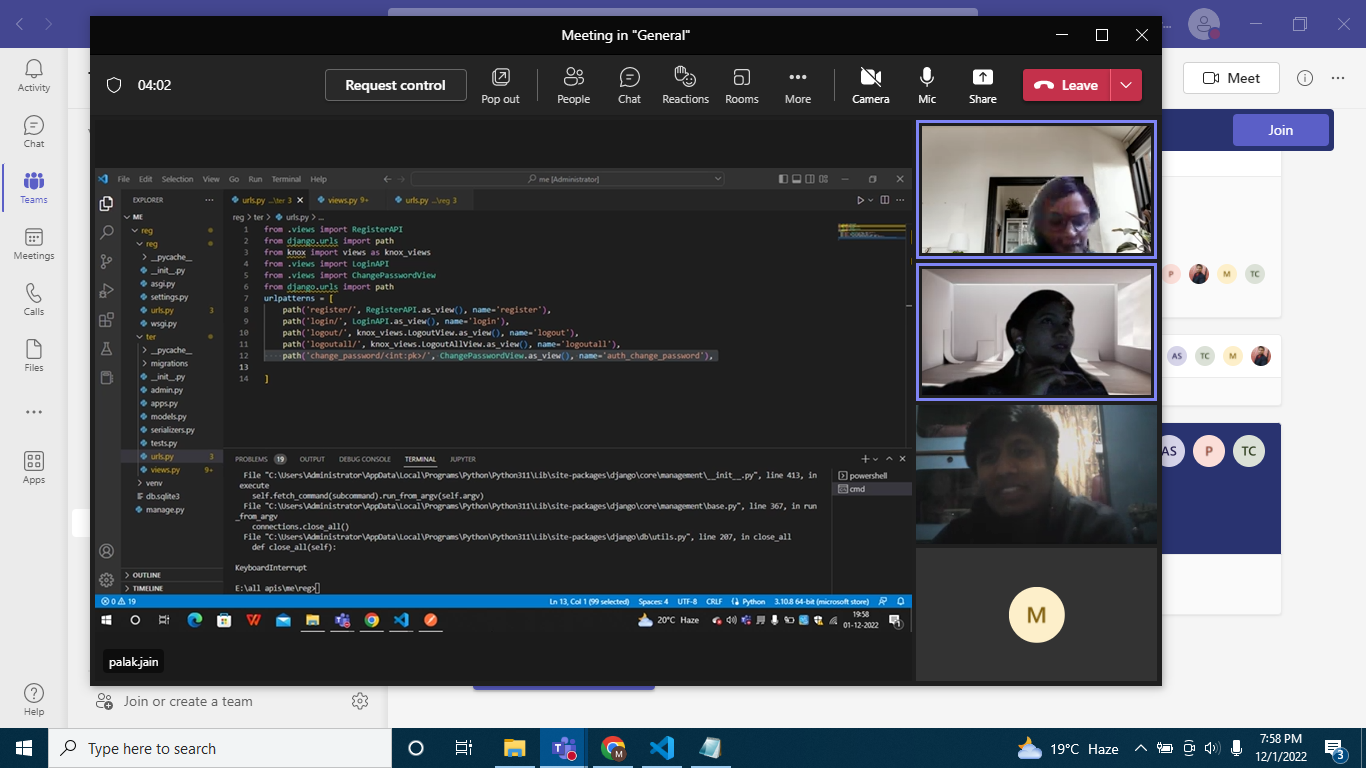 Meeting in "General"
04:02
Request control
Pop out
People
Chat
Reactions
Rooms
More
Camera
Mic
Share
Leave
Activity
Chat
Teams
Meetings
Calls
Files
Apps
Help
Meet
Join
File Edit Selection View Go Run Terminal Help
me [Administrator]
EXPLORER
ME
reg
reg
__pycache__
__init__.py
asgi.py
settings.py
urls.py 3
wsgi.py
ter
__pycache__
migrations
__init__.py
admin.py
apps.py
models.py
serializers.py
tests.py
urls.py 3
views.py 9+
venv
db.sqlite3
manage.py
OUTLINE
TIMELINE
urls.py ...\ter 3
views.py 9+
urls.py ...\reg 3
reg > ter > urls.py > ...
1 from .views import RegisterAPI
2 from django.urls import path
3 from knox import views as knox_views
4 from .views import LoginAPI
5 from .views import ChangePasswordView
6 from django.urls import path
7 urlpatterns = [
8 path('register/', RegisterAPI.as_view(), name='register'),
9 path('login/', LoginAPI.as_view(), name='login'),
10 path('logout/', knox_views.LogoutView.as_view(), name='logout'),
11 path('logoutall/', knox_views.LogoutAllView.as_view(), name='logoutall'),
12 path('change_password/<int:pk>/', ChangePasswordView.as_view(), name='auth_change_password'),
13
14 ]
PROBLEMS 19 OUTPUT DEBUG CONSOLE TERMINAL JUPYTER
File "C:\Users\Administrator\AppData\Local\Programs\Python\Python311\Lib\site-packages\django\core\management\__init__.py", line 413, in
execute
self.fetch_command(subcommand).run_from_argv(self.argv)
File "C:\Users\Administrator\AppData\Local\Programs\Python\Python311\Lib\site-packages\django\core\management\base.py", line 367, in run
_from_argv
connections.close_all()
File "C:\Users\Administrator\AppData\Local\Programs\Python\Python311\Lib\site-packages\django\db\utils.py", line 207, in close_all
def close_all(self):
KeyboardInterrupt
E:\all apis\me\reg>
powershell
cmd
0 19
Ln 13, Col 1 (99 selected) Spaces: 4 UTF-8 CRLF Python 3.10.8 64-bit (microsoft store)
20°C Haze
19:58
01-12-2022
palak.jain
M
P M TC
AS TC M
AS P TC
Join or create a team
Type here to search
19°C Haze
7:58 PM
12/1/2022
3